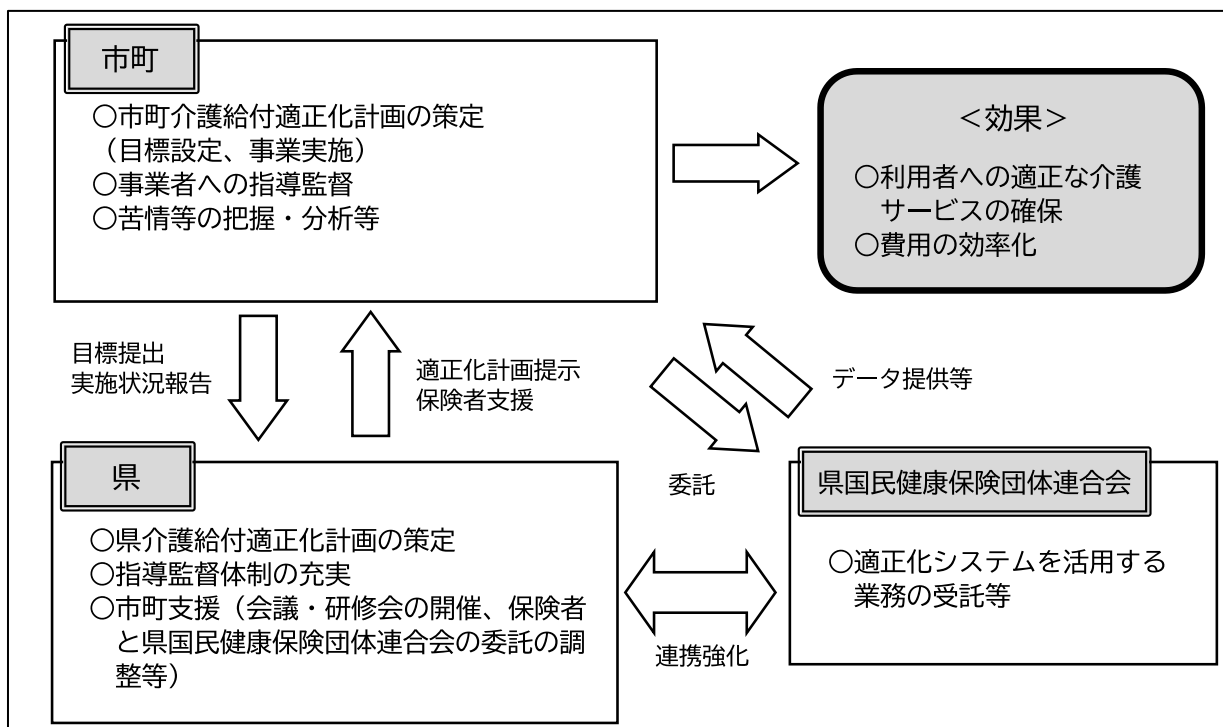 市町
〇市町介護給付適正化計画の策定
（目標設定、事業実施）
〇事業者への指導監督
〇苦情等の把握・分析等
＜効果＞
〇利用者への適正な介護
サービスの確保
〇費用の効率化
目標提出
実施状況報告
適正化計画提示
保険者支援
データ提供等
委託
県
〇県介護給付適正化計画の策定
〇指導監督体制の充実
〇市町支援（会議・研修会の開催、保険者
と県国民健康保険団体連合会の委託の調
整等）
連携強化
県国民健康保険団体連合会
〇適正化システムを活用する
業務の受託等